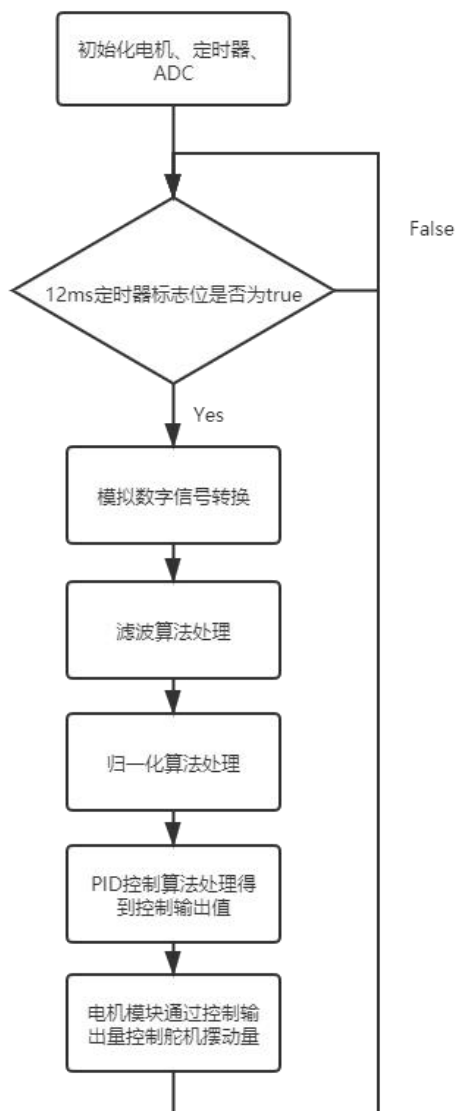 初始化电机、定时器、
ADC
False
12ms定时器标志位是否为true
Yes
模拟数字信号转换
滤波算法处理
归一化算法处理
PID控制算法处理得
到控制输出值
电机模块通过控制输
出量控制舵机摆动量